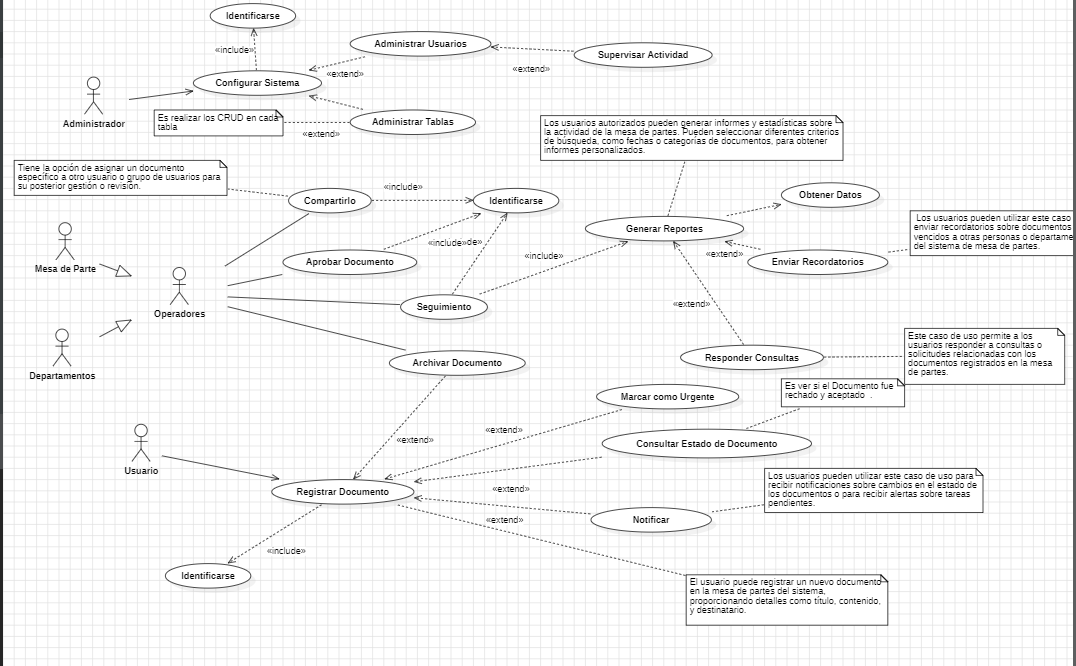 Identificarse
«include»
Administrar Usuarios
Supervisar Actividad
«extend»
«extend»
Configurar Sistema
Administrador
Es realizar los CRUD en cada
tabla
Administrar Tablas
«extend»
Los usuarios autorizados pueden generar informes y estadísticas sobre
la actividad de la mesa de partes. Pueden seleccionar diferentes criterios
de búsqueda, como fechas o categorías de documentos, para obtener
informes personalizados.
Tiene la opción de asignar un documento
específico a otro usuario o grupo de usuarios para
su posterior gestión o revisión.
«include»
Compartirlo
Identificarse
Obtener Datos
Generar Reportes
Los usuarios pueden utilizar este caso
enviar recordatorios sobre documentos
vencidos a otras personas o departame
del sistema de mesa de partes.
«include»de»
«include»
«extend»
Mesa de Parte
Aprobar Documento
Enviar Recordatorios
Operadores
Seguimiento
«extend»
Departamentos
Archivar Documento
Responder Consultas
Este caso de uso permite a los
usuarios responder a consultas o
solicitudes relacionadas con los
documentos registrados en la mesa
de partes.
Marcar como Urgente
Es ver si el Documento fue
rechado y aceptado .
«extend»
«extend»
Consultar Estado de Documento
Usuario
Registrar Documento
«extend»
Los usuarios pueden utilizar este caso de uso para
recibir notificaciones sobre cambios en el estado de
los documentos o para recibir alertas sobre tareas
pendientes.
«extend»
Notificar
«include»
Identificarse
El usuario puede registrar un nuevo documento
en la mesa de partes del sistema,
proporcionando detalles como título, contenido,
y destinatario.